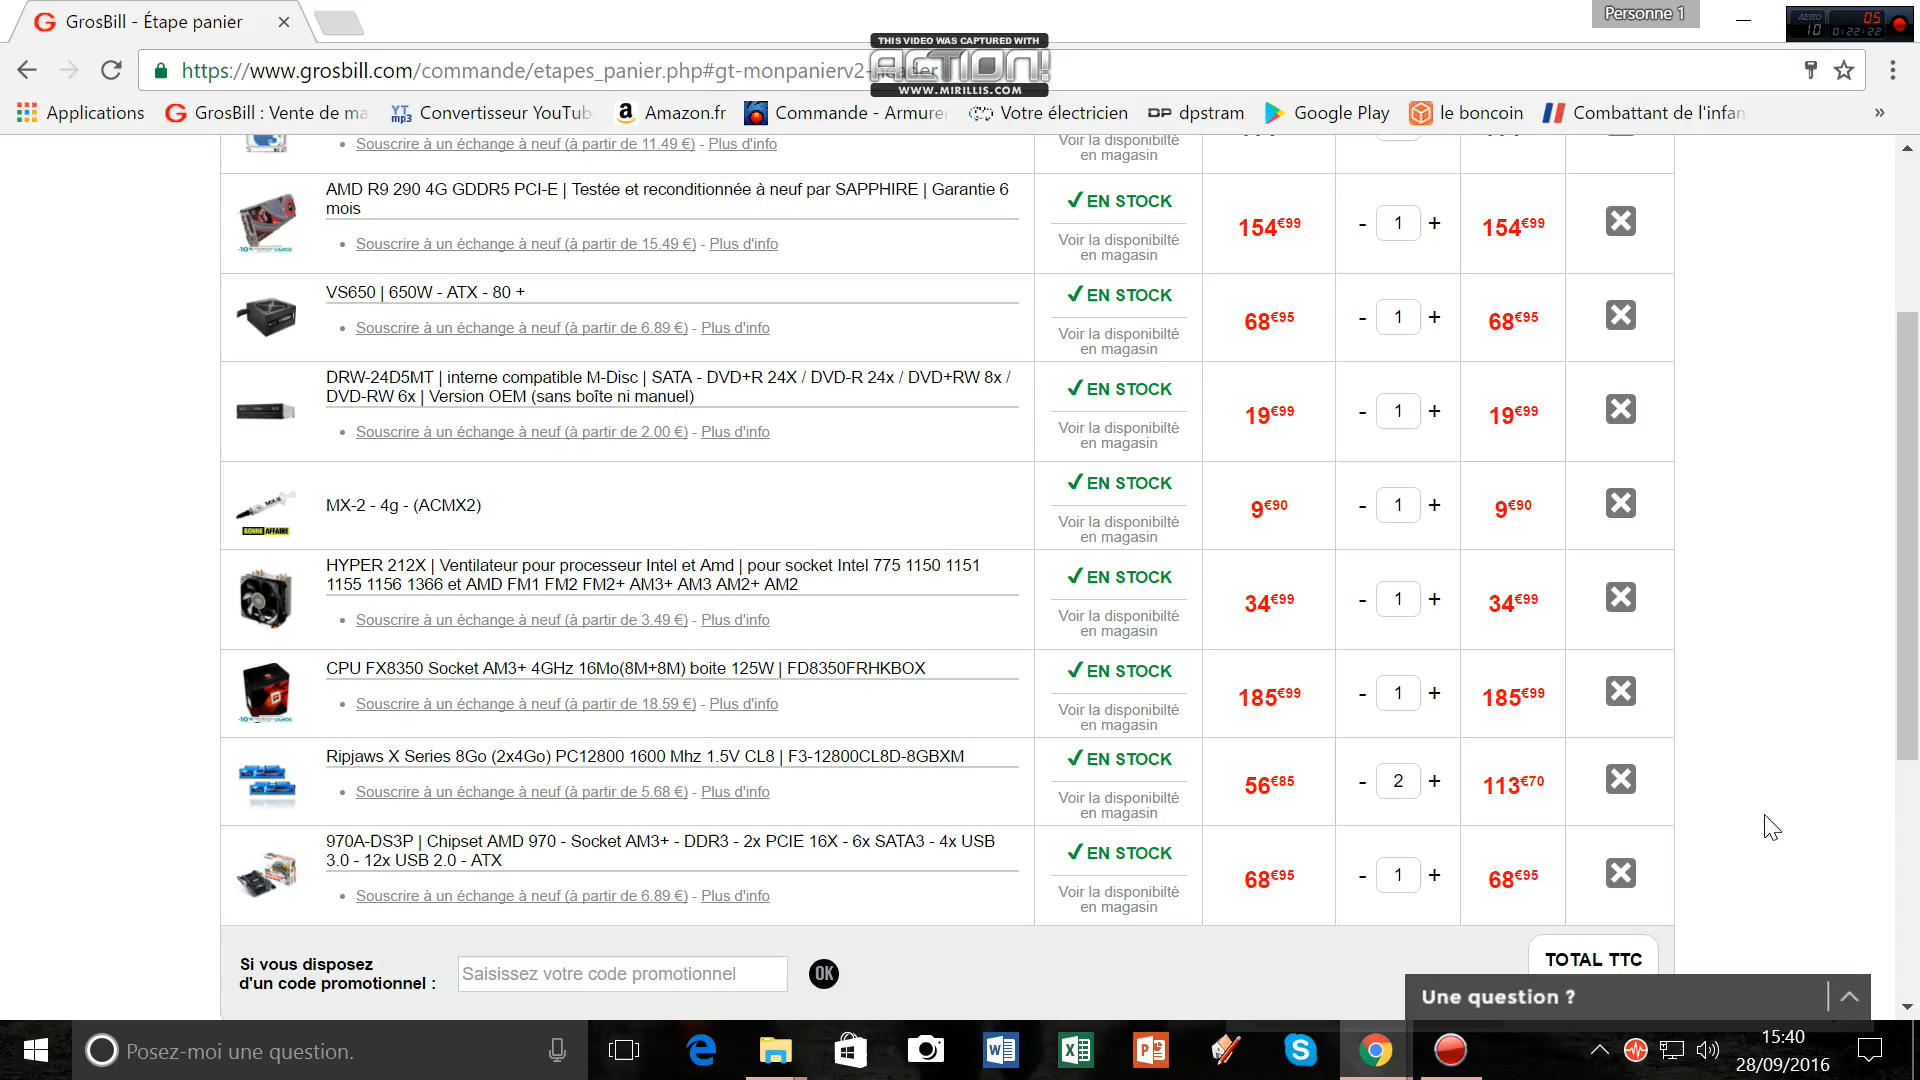 GrosBill - Étape panier
Personne 1
AERO
10
05
0:22:22
THIS VIDEO WAS CAPTURED WITH
ACTION!
WWW.MIRILLIS.COM
https://www.grosbill.com/commande/etapes_panier.php#gt-monpanierv2-header
Applications
GrosBill : Vente de ma
Convertisseur YouTube
Amazon.fr
Commande - Armurer
Votre électricien
dpstram
Google Play
le boncoin
Combattant de l'infan
»
• Souscrire à un échange à neuf (à partir de 11.49 €) - Plus d'info
Voir la disponibilté
en magasin
AMD R9 290 4G GDDR5 PCI-E | Testée et reconditionnée à neuf par SAPPHIRE | Garantie 6
mois
• Souscrire à un échange à neuf (à partir de 15.49 €) - Plus d'info
EN STOCK
Voir la disponibilté
en magasin
154€99
- 1 +
154€99
VS650 | 650W - ATX - 80 +
• Souscrire à un échange à neuf (à partir de 6.89 €) - Plus d'info
EN STOCK
Voir la disponibilté
en magasin
68€95
- 1 +
68€95
DRW-24D5MT | interne compatible M-Disc | SATA - DVD+R 24X / DVD-R 24x / DVD+RW 8x /
DVD-RW 6x | Version OEM (sans boîte ni manuel)
• Souscrire à un échange à neuf (à partir de 2.00 €) - Plus d'info
EN STOCK
Voir la disponibilté
en magasin
19€99
- 1 +
19€99
BONNE AFFAIRE
MX-2 - 4g - (ACMX2)
EN STOCK
Voir la disponibilté
en magasin
9€90
- 1 +
9€90
HYPER 212X | Ventilateur pour processeur Intel et Amd | pour socket Intel 775 1150 1151
1155 1156 1366 et AMD FM1 FM2 FM2+ AM3+ AM3 AM2+ AM2
• Souscrire à un échange à neuf (à partir de 3.49 €) - Plus d'info
EN STOCK
Voir la disponibilté
en magasin
34€99
- 1 +
34€99
CPU FX8350 Socket AM3+ 4GHz 16Mo(8M+8M) boite 125W | FD8350FRHKBOX
• Souscrire à un échange à neuf (à partir de 18.59 €) - Plus d'info
EN STOCK
Voir la disponibilté
en magasin
185€99
- 1 +
185€99
Ripjaws X Series 8Go (2x4Go) PC12800 1600 Mhz 1.5V CL8 | F3-12800CL8D-8GBXM
• Souscrire à un échange à neuf (à partir de 5.68 €) - Plus d'info
EN STOCK
Voir la disponibilté
en magasin
56€85
- 2 +
113€70
970A-DS3P | Chipset AMD 970 - Socket AM3+ - DDR3 - 2x PCIE 16X - 6x SATA3 - 4x USB
3.0 - 12x USB 2.0 - ATX
• Souscrire à un échange à neuf (à partir de 6.89 €) - Plus d'info
EN STOCK
Voir la disponibilté
en magasin
68€95
- 1 +
68€95
Si vous disposez
d'un code promotionnel :
Saisissez votre code promotionnel
OK
TOTAL TTC
Une question ?
Posez-moi une question.
15:40
28/09/2016